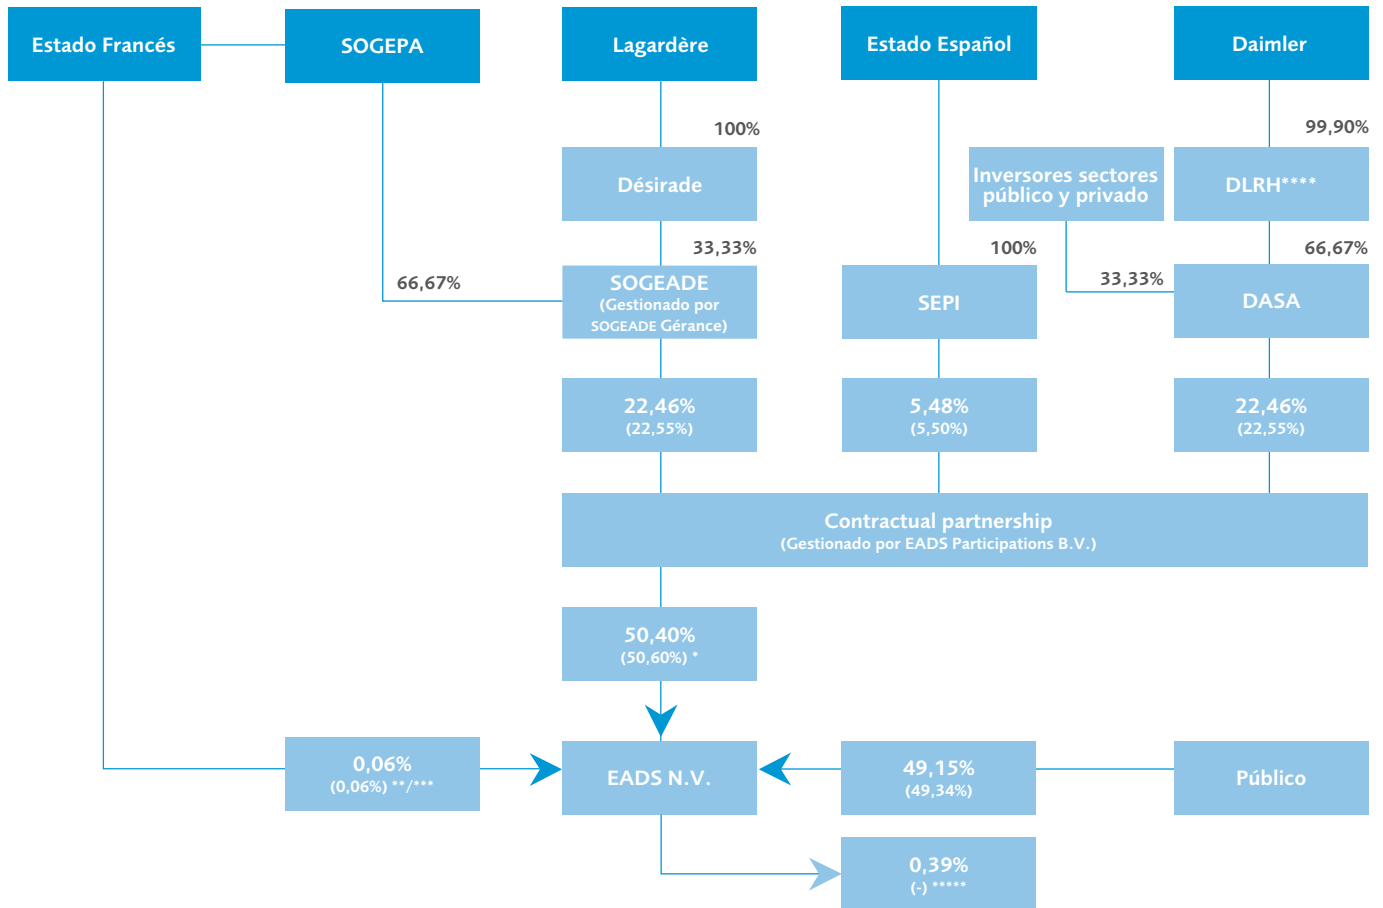 Estado Francés
SOGEPA
Lagardère
Estado Español
Daimler
100%
99,90%
Désirade
Inversores sectores
público y privado
DLRH****
33,33%
100%
66,67%
66,67%
33,33%
SOGEADE
(Gestionado por
SOGEADE Gérance)
SEPI
DASA
22,46%
(22,55%)
5,48%
(5,50%)
22,46%
(22,55%)
Contractual partnership
(Gestionado por EADS Participations B.V.)
50,40%
(50,60%) *
0,06%
(0,06%) **/***
EADS N.V.
49,15%
(49,34%)
Público
0,39%
(-) *****